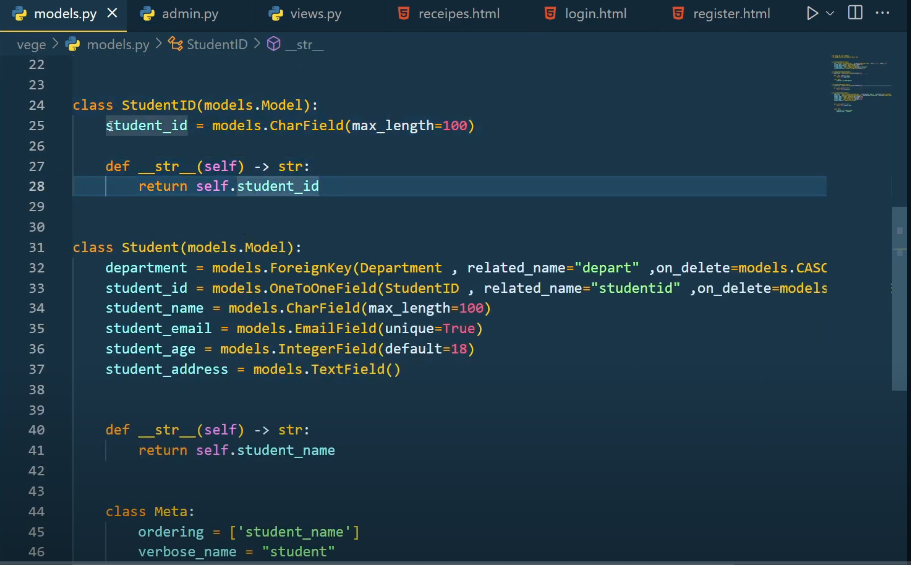 models.py
admin.py
views.py
receipes.html
login.html
register.html
vege > models.py > StudentID > __str__
22
23
24 class StudentID(models.Model):
25 student_id = models.CharField(max_length=100)
26
27 def __str__(self) -> str:
28 return self.student_id
29
30
31 class Student(models.Model):
32 department = models.ForeignKey(Department , related_name="depart" ,on_delete=models.CASC
33 student_id = models.OneToOneField(StudentID , related_name="studentid" ,on_delete=models
34 student_name = models.CharField(max_length=100)
35 student_email = models.EmailField(unique=True)
36 student_age = models.IntegerField(default=18)
37 student_address = models.TextField()
38
39
40 def __str__(self) -> str:
41 return self.student_name
42
43
44 class Meta:
45 ordering = ['student_name']
46 verbose_name = "student"